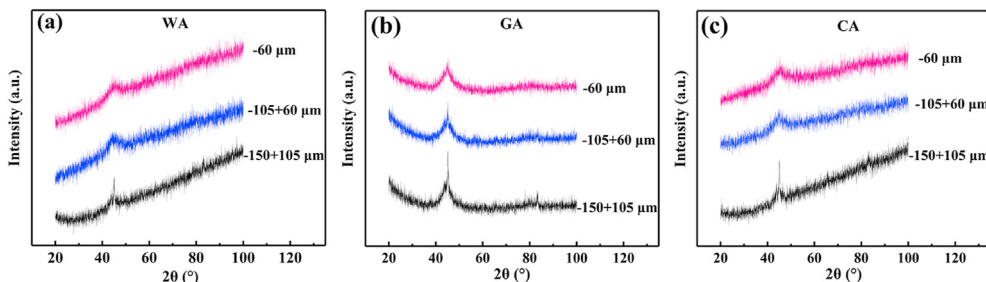 (a)
WA
-60 µm
-105+60 µm
-150+105 µm
Intensity (a.u.)
20 40 60 80 100 120
2θ (°)
(b)
GA
-60 µm
-105+60 µm
-150+105 µm
Intensity (a.u.)
20 40 60 80 100 120
2θ (°)
(c)
CA
-60 µm
-105+60 µm
-150+105 µm
Intensity (a.u.)
20 40 60 80 100 120
2θ (°)